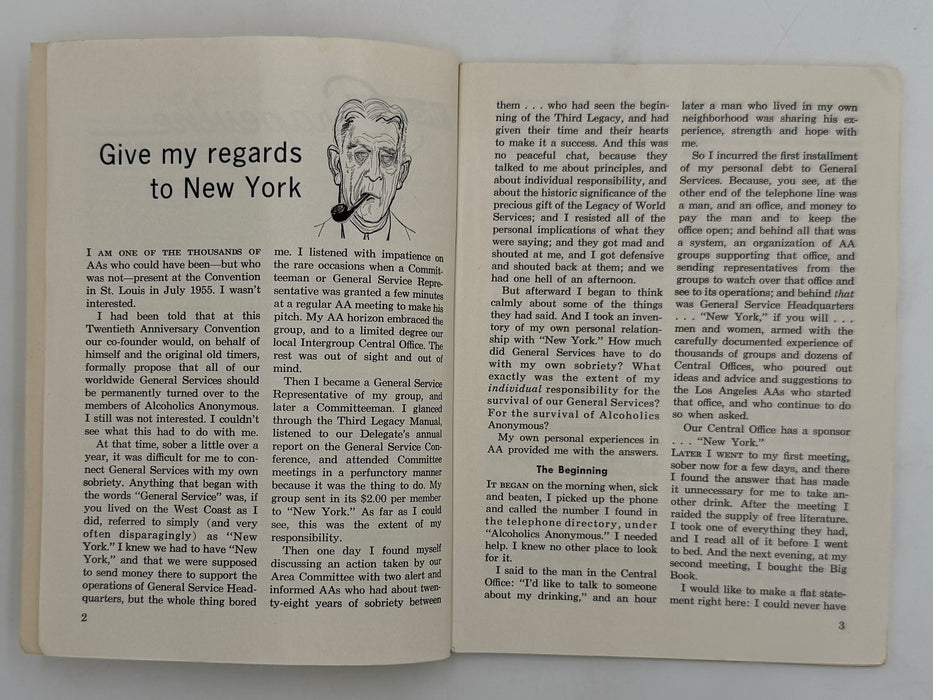 Give my regards
to New York
I AM ONE OF THE THOUSANDS OF
AAs who could have been—but who
was not—present at the Convention
in St. Louis in July 1955. I wasn't
interested.
I had been told that at this
Twentieth Anniversary Convention
our co-founder would, on behalf of
himself and the original old timers,
formally propose that all of our
worldwide General Services should
be permanently turned over to the
members of Alcoholics Anonymous.
I still was not interested. I couldn't
see what this had to do with me.
At that time, sober a little over a
year, it was difficult for me to con-
nect General Services with my own
sobriety. Anything that began with
the words "General Service" was, if
you lived on the West Coast as I
did, referred to simply (and very
often disparagingly) as "New
York." I knew we had to have "New
York," and that we were supposed
to send money there to support the
operations of General Service Head-
quarters, but the whole thing bored
2
me. I listened with impatience on
the rare occasions when a Commit-
teeman or General Service Repre-
sentative was granted a few minutes
at a regular AA meeting to make his
pitch. My AA horizon embraced the
group, and to a limited degree our
local Intergroup Central Office. The
rest was out of sight and out of
mind.
Then I became a General Service
Representative of my group, and
later a Committeeman. I glanced
through the Third Legacy Manual,
listened to our Delegate's annual
report on the General Service Con-
ference, and attended Committee
meetings in a perfunctory manner
because it was the thing to do. My
group sent in its $2.00 per member
to "New York." As far as I could
see, this was the extent of my
responsibility.
Then one day I found myself
discussing an action taken by our
Area Committee with two alert and
informed AAs who had about twen-
ty-eight years of sobriety between
them . . . who had seen the begin-
ning of the Third Legacy, and had
given their time and their hearts
to make it a success. And this was
no peaceful chat, because they
talked to me about principles, and
about individual responsibility, and
about the historic significance of the
precious gift of the Legacy of World
Services; and I resisted all of the
personal implications of what they
were saying; and they got mad and
shouted at me, and I got defensive
and shouted back at them; and we
had one hell of an afternoon.
But afterward I began to think
calmly about some of the things
they had said. And I took an inven-
tory of my own personal relation-
ship with "New York." How much
did General Services have to do
with my own sobriety? What
exactly was the extent of my
individual responsibility for the
survival of our General Services?
For the survival of Alcoholics
Anonymous?
My own personal experiences in
AA provided me with the answers.
The Beginning
IT BEGAN on the morning when, sick
and beaten, I picked up the phone
and called the number I found in
the telephone directory, under
"Alcoholics Anonymous." I needed
help. I knew no other place to look
for it.
I said to the man in the Central
Office: "I'd like to talk to someone
about my drinking," and an hour
later a man who lived in my own
neighborhood was sharing his ex-
perience, strength and hope with
me.
So I incurred the first installment
of my personal debt to General
Services. Because, you see, at the
other end of the telephone line was
a man, and an office, and money to
pay the man and to keep the
office open; and behind all that was
a system, an organization of AA
groups supporting that office, and
sending representatives from the
groups to watch over that office and
see to its operations; and behind that
was General Service Headquarters
. . . . "New York," if you will . . .
men and women, armed with the
carefully documented experience of
thousands of groups and dozens of
Central Offices, who poured out
ideas and advice and suggestions to
the Los Angeles AAs who started
that office, and who continue to do
so when asked.
Our Central Office has a sponsor
. . . . "New York."
LATER I WENT to my first meeting,
sober now for a few days, and there
I found the answer that has made
it unnecessary for me to take an-
other drink. After the meeting I
raided the supply of free literature.
I took one of everything they had,
and I read all of it before I went
to bed. And the next evening, at my
second meeting, I bought the Big
Book.
I would like to make a flat state-
ment right here: I could never have
3